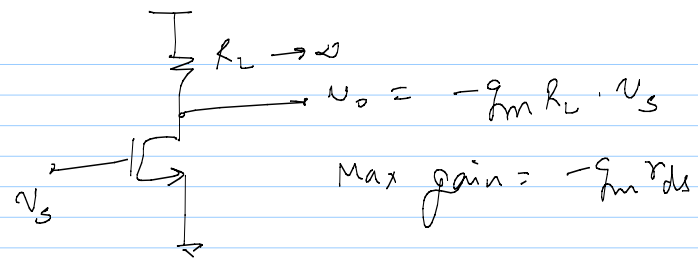 R_L → ∞
v_o = -g_m R_L . v_s
v_s
Max gain = -g_m r_ds